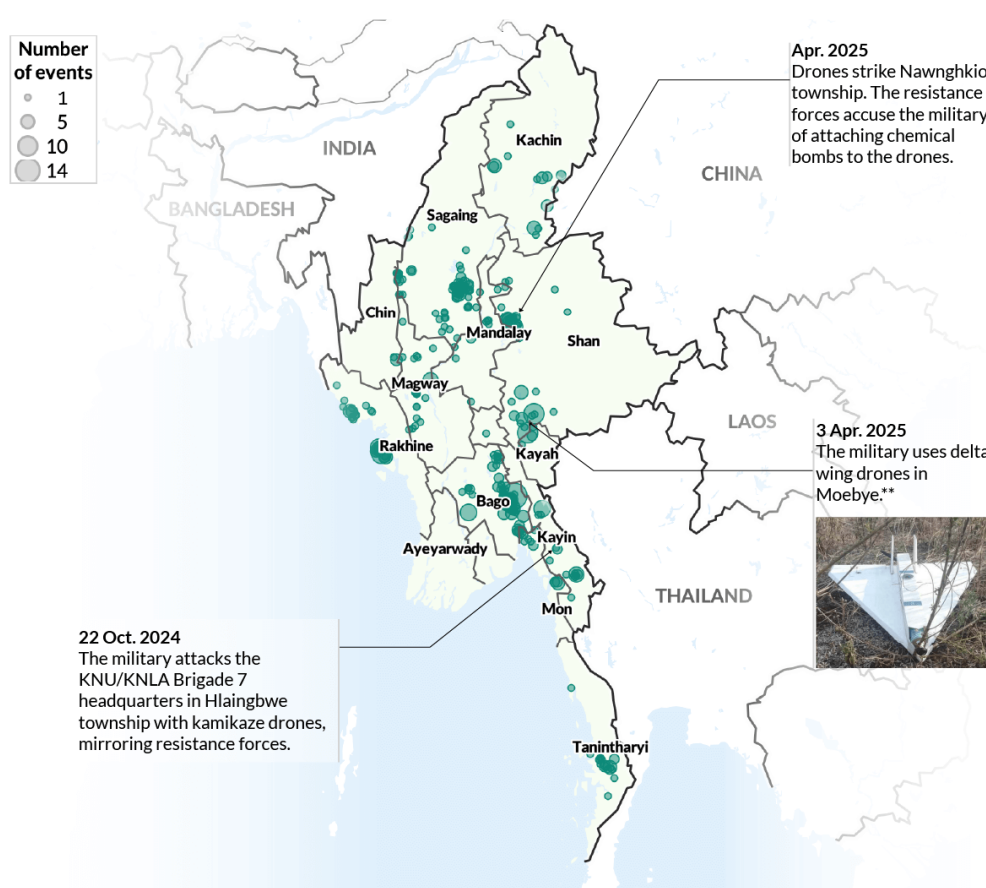 Number
of events
1
5
10
14
Apr. 2025
Drones strike Nawnghkio
township. The resistance
forces accuse the military
of attaching chemical
bombs to the drones.
INDIA
Kachin
CHINA
BANGLADESH
Sagaing
Chin
Mandalay
Shan
Magway
LAOS
3 Apr. 2025
The military uses delta
wing drones in
Moebye.**
Rakhine
Kayah
Bago
Kayin
Ayeyarwady
THAILAND
Mon
22 Oct. 2024
The military attacks the
KNU/KNLA Brigade 7
headquarters in Hlaingbwe
township with kamikaze drones,
mirroring resistance forces.
Tanintharyi